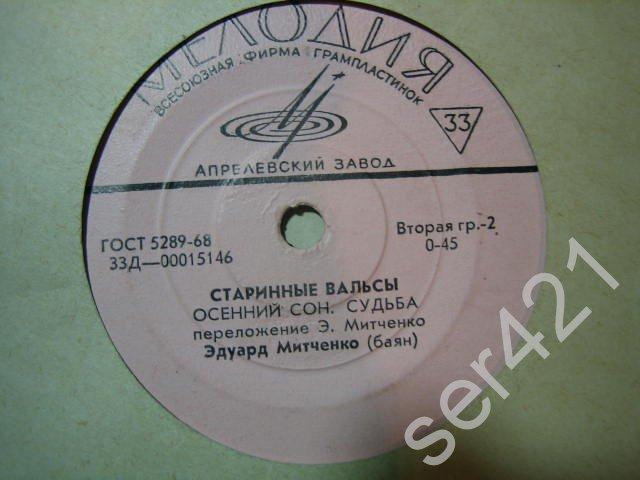 МЕЛОДИЯ
ВСЕСОЮЗНАЯ ФИРМА ГРАМПЛАСТИНОК
33
АПРЕЛЕВСКИЙ ЗАВОД
ГОСТ 5289-68
Вторая гр.-2
33Д—00015146
0-45
СТАРИННЫЕ ВАЛЬСЫ
ОСЕННИЙ СОН. СУДЬБА
переложение Э. Митченко
Эдуард Митченко (баян)
ser421